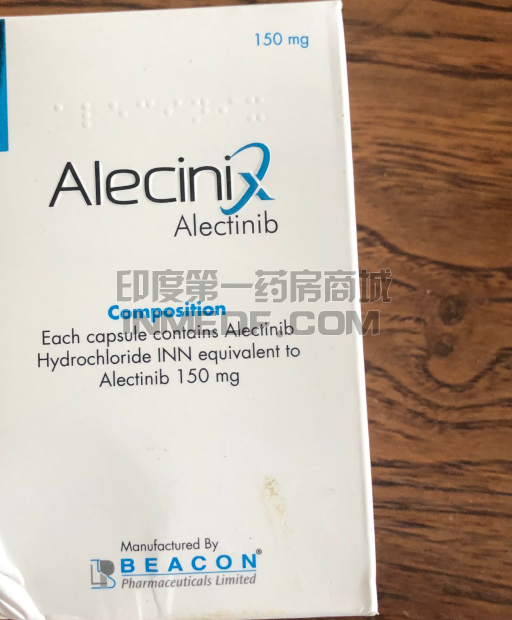 150 mg
Alecinix
Alectinib
印度第一药房商城
INMEDE.COM
Composition
Each capsule contains Alectinib
Hydrochloride INN equivalent to
Alectinib 150 mg
Manufactured By
BEACON®
Pharmaceuticals Limited